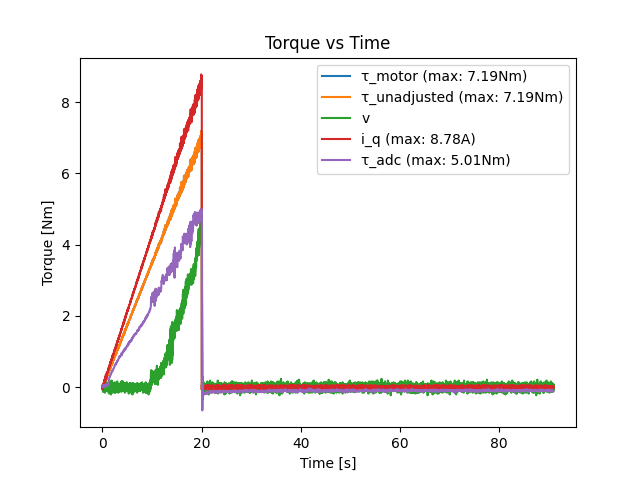 Torque vs Time
τ_motor (max: 7.19Nm)
τ_unadjusted (max: 7.19Nm)
v
i_q (max: 8.78A)
τ_adc (max: 5.01Nm)
Torque [Nm]
8
6
4
2
0
0 20 40 60 80
Time [s]